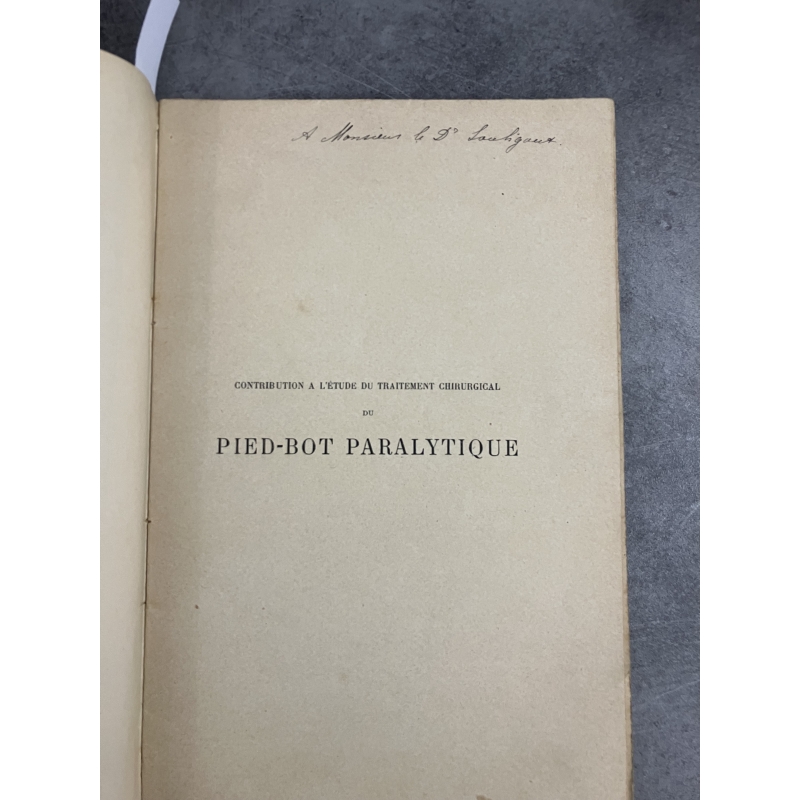 A Monsieur le Dr Souligoux.
CONTRIBUTION A L'ÉTUDE DU TRAITEMENT CHIRURGICAL
DU
PIED-BOT PARALYTIQUE